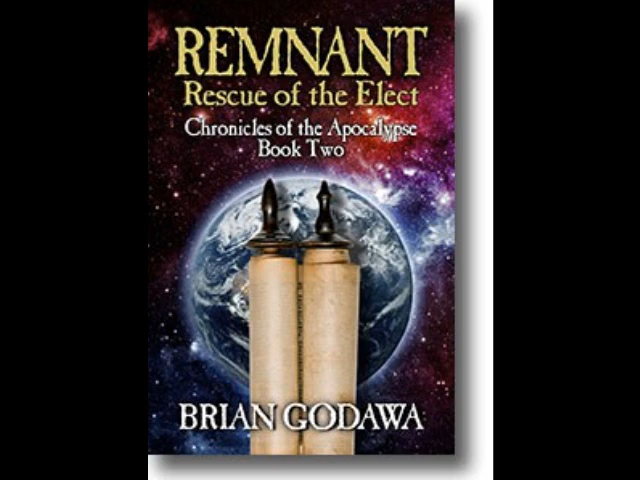 REMNANT
Rescue of the Elect
Chronicles of the Apocalypse
Book Two
BRIAN GODAWA